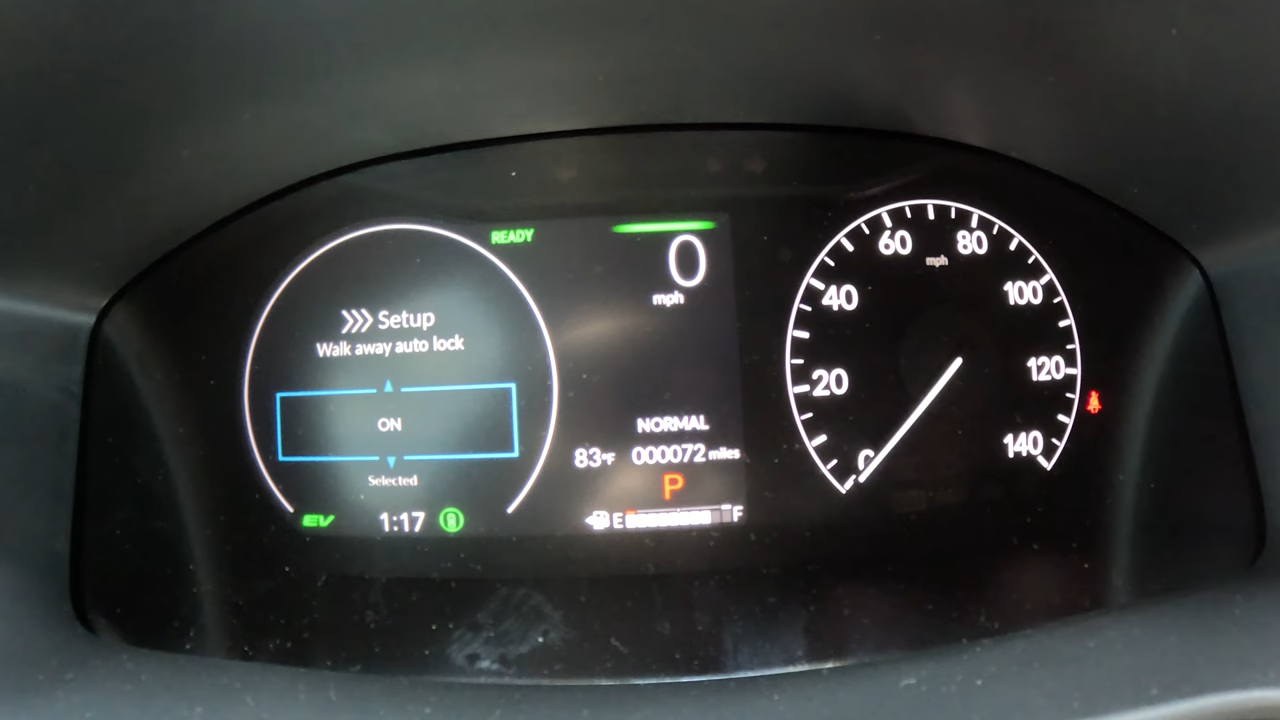 READY
0
mph
Setup
Walk away auto lock
ON
Selected
EV
1:17
NORMAL
83°F 000072 miles
P
E F
0
20
40
60
80
100
120
140
mph